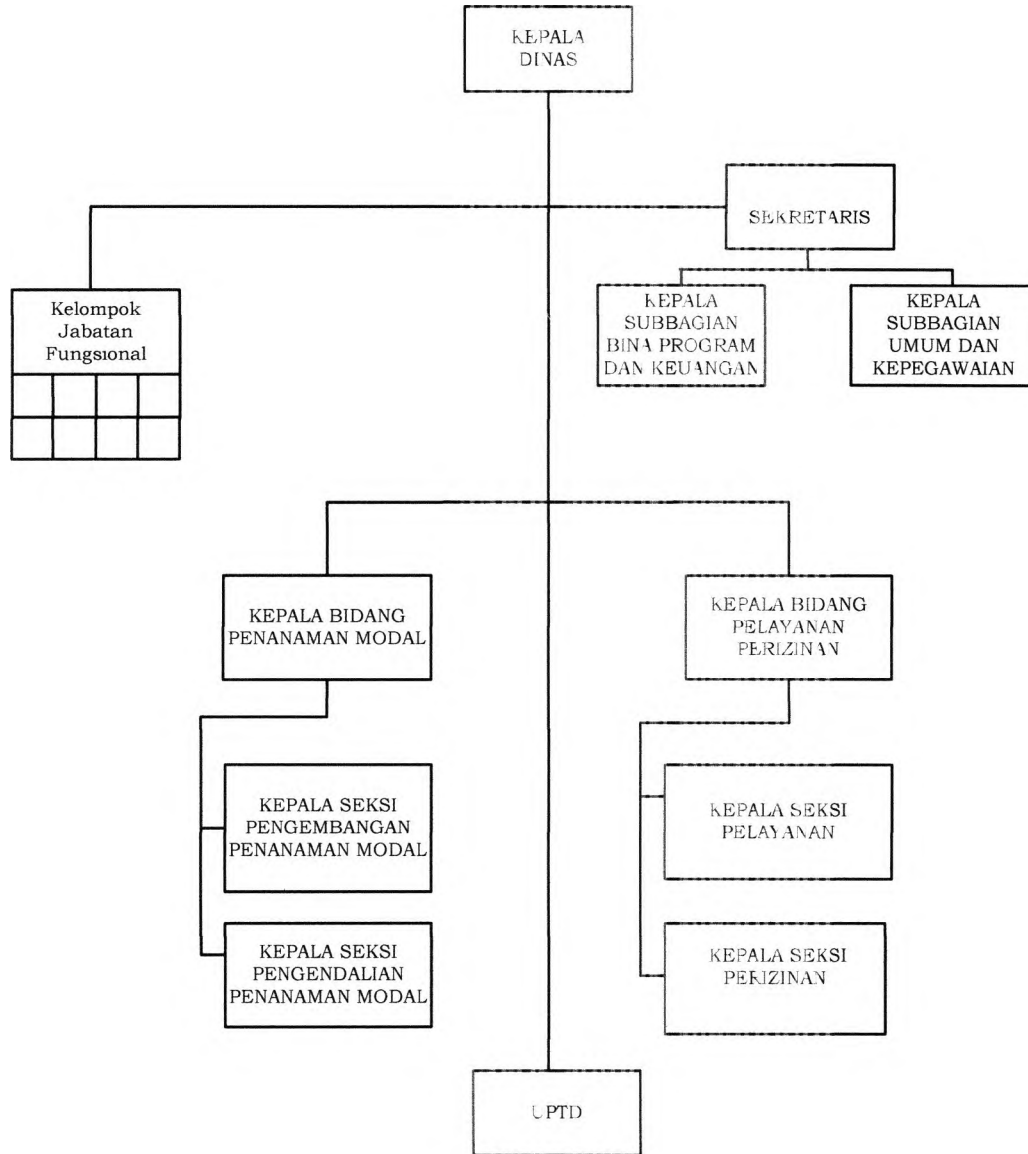 KEPALA
DINAS
SEKRETARIS
Kelompok
Jabatan
Fungsional
KEPALA
SUBBAGIAN
BINA PROGRAM
DAN KEUANGAN
KEPALA
SUBBAGIAN
UMUM DAN
KEPEGAWAIAN
KEPALA BIDANG
PENANAMAN MODAL
KEPALA BIDANG
PELAYANAN
PERIZINAN
KEPALA SEKSI
PENGEMBANGAN
PENANAMAN MODAL
KEPALA SEKSI
PELAYANAN
KEPALA SEKSI
PENGENDALIAN
PENANAMAN MODAL
KEPALA SEKSI
PERIZINAN
UPTD